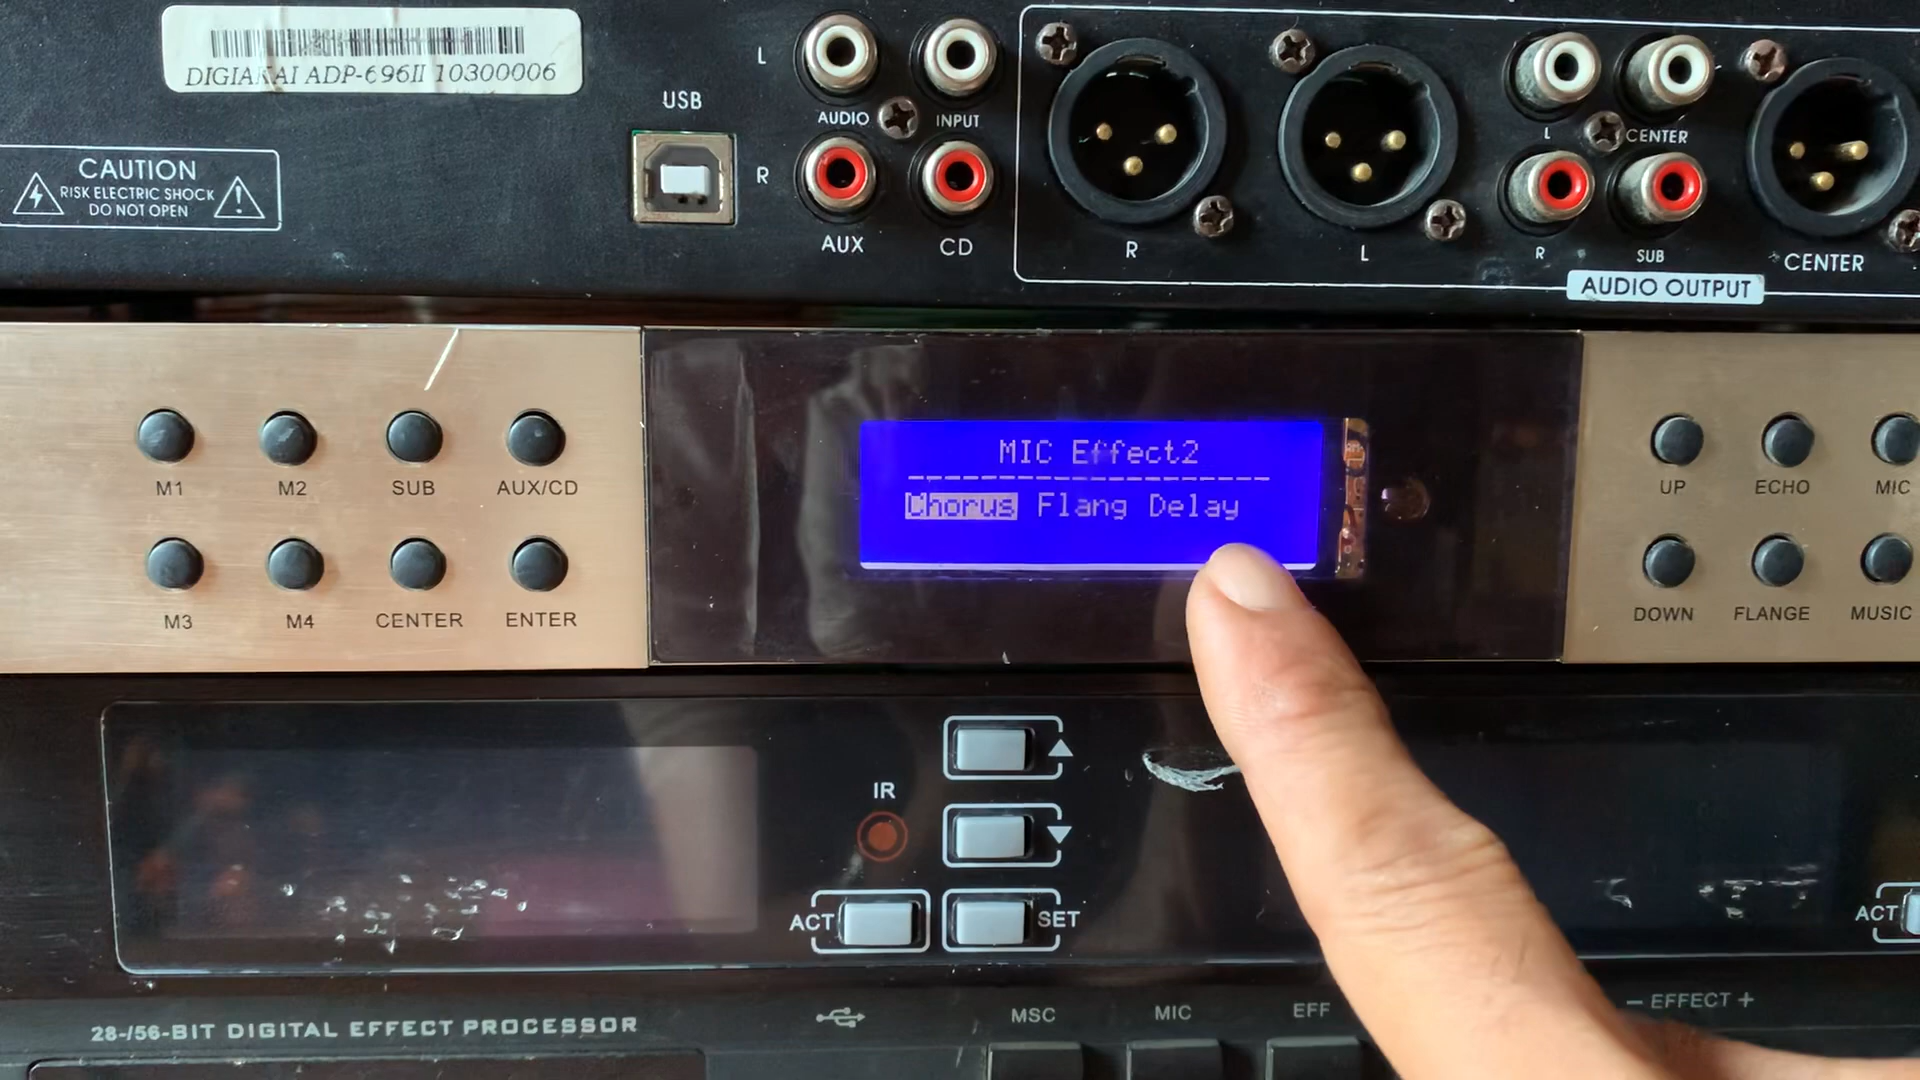 DIGIAKAI ADP-696II 10300006
CAUTION
RISK ELECTRIC SHOCK
DO NOT OPEN
USB
L
AUDIO INPUT
R
AUX CD
R
L
L CENTER
R SUB
CENTER
AUDIO OUTPUT
M1 M2 SUB AUX/CD
M3 M4 CENTER ENTER
MIC Effect2
Chorus Flang Delay
UP ECHO MIC
DOWN FLANGE MUSIC
IR
ACT SET
ACT
28-/56-BIT DIGITAL EFFECT PROCESSOR
MSC MIC EFF
- EFFECT +